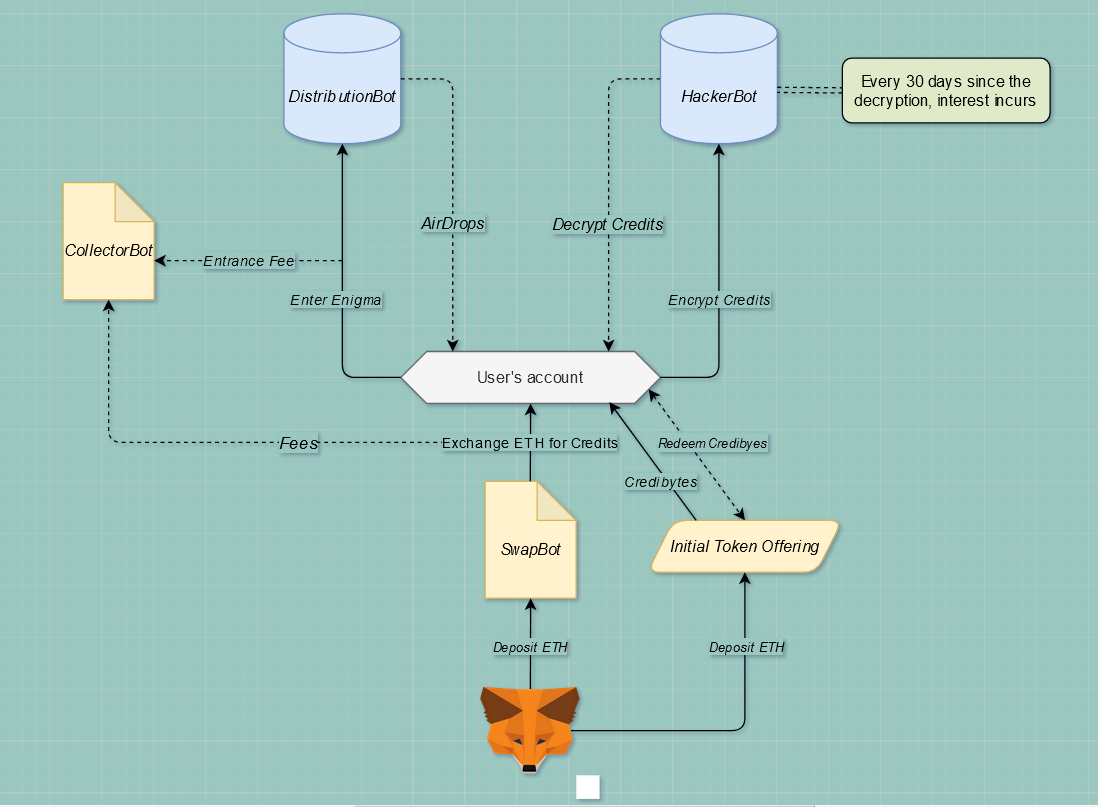 DistributionBot
HackerBot
Every 30 days since the
decryption, interest incurs
AirDrops
Decrypt Credits
CollectorBot
Entrance Fee
Enter Enigma
Encrypt Credits
User's account
Fees
Exchange ETH for Credits
Redeem Credibyes
Credibytes
SwapBot
Initial Token Offering
Deposit ETH
Deposit ETH